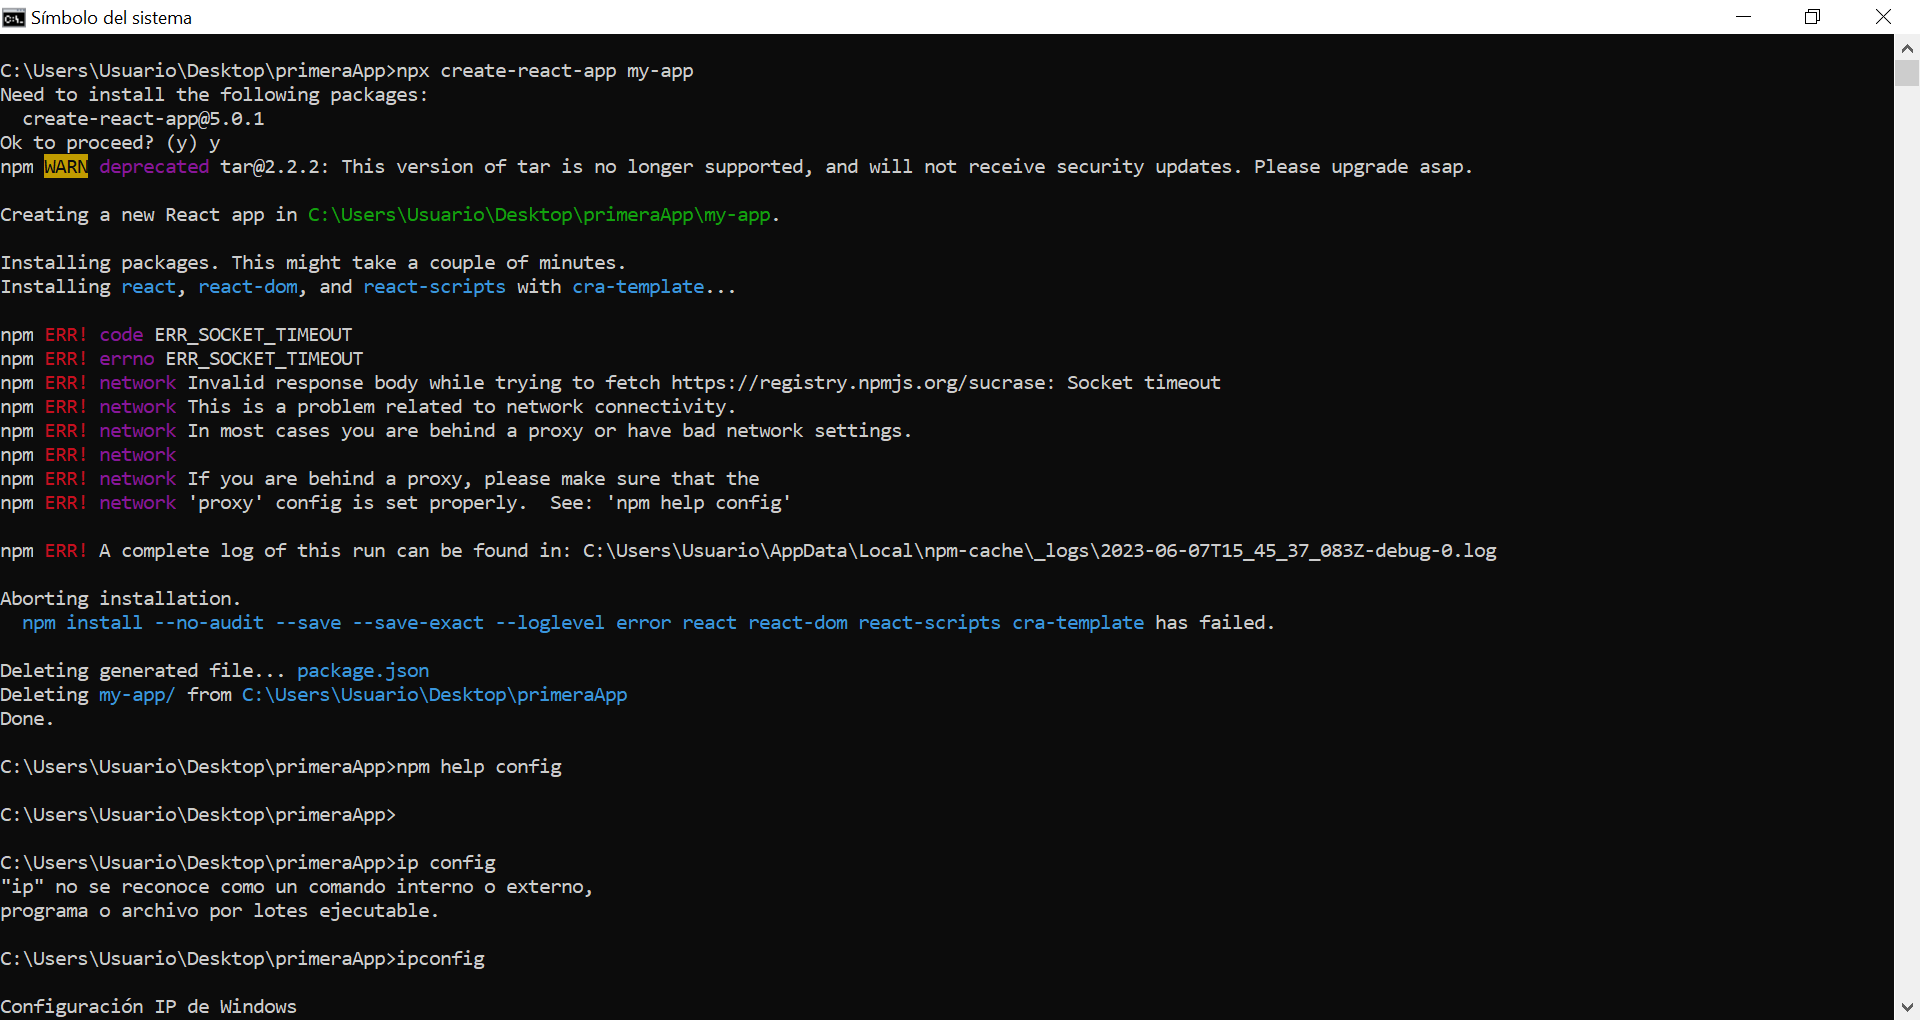 Símbolo del sistema
C:\Users\Usuario\Desktop\primeraApp>npx create-react-app my-app
Need to install the following packages:
  create-react-app@5.0.1
Ok to proceed? (y) y
npm WARN deprecated tar@2.2.2: This version of tar is no longer supported, and will not receive security updates. Please upgrade asap.
Creating a new React app in C:\Users\Usuario\Desktop\primeraApp\my-app.
Installing packages. This might take a couple of minutes.
Installing react, react-dom, and react-scripts with cra-template...
npm ERR! code ERR_SOCKET_TIMEOUT
npm ERR! errno ERR_SOCKET_TIMEOUT
npm ERR! network Invalid response body while trying to fetch https://registry.npmjs.org/sucrase: Socket timeout
npm ERR! network This is a problem related to network connectivity.
npm ERR! network In most cases you are behind a proxy or have bad network settings.
npm ERR! network
npm ERR! network If you are behind a proxy, please make sure that the
npm ERR! network 'proxy' config is set properly.  See: 'npm help config'
npm ERR! A complete log of this run can be found in: C:\Users\Usuario\AppData\Local\npm-cache\_logs\2023-06-07T15_45_37_083Z-debug-0.log
Aborting installation.
  npm install --no-audit --save --save-exact --loglevel error react react-dom react-scripts cra-template has failed.
Deleting generated file... package.json
Deleting my-app/ from C:\Users\Usuario\Desktop\primeraApp
Done.
C:\Users\Usuario\Desktop\primeraApp>npm help config
C:\Users\Usuario\Desktop\primeraApp>
C:\Users\Usuario\Desktop\primeraApp>ip config
"ip" no se reconoce como un comando interno o externo,
programa o archivo por lotes ejecutable.
C:\Users\Usuario\Desktop\primeraApp>ipconfig
Configuración IP de Windows